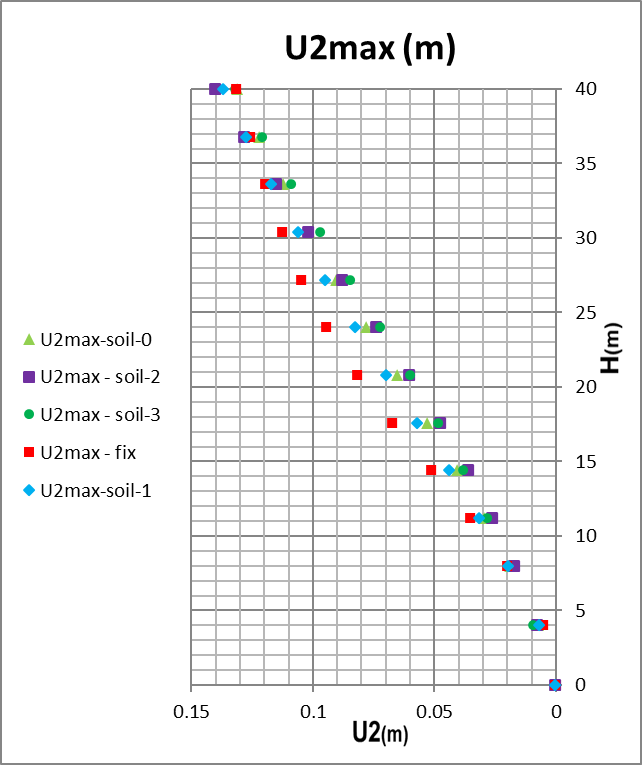 U2max (m)
U2max-soil-0
U2max - soil-2
U2max - soil-3
U2max - fix
U2max-soil-1
40
35
30
25
20
15
10
5
0
H(m)
0.15 0.1 0.05 0
U2(m)